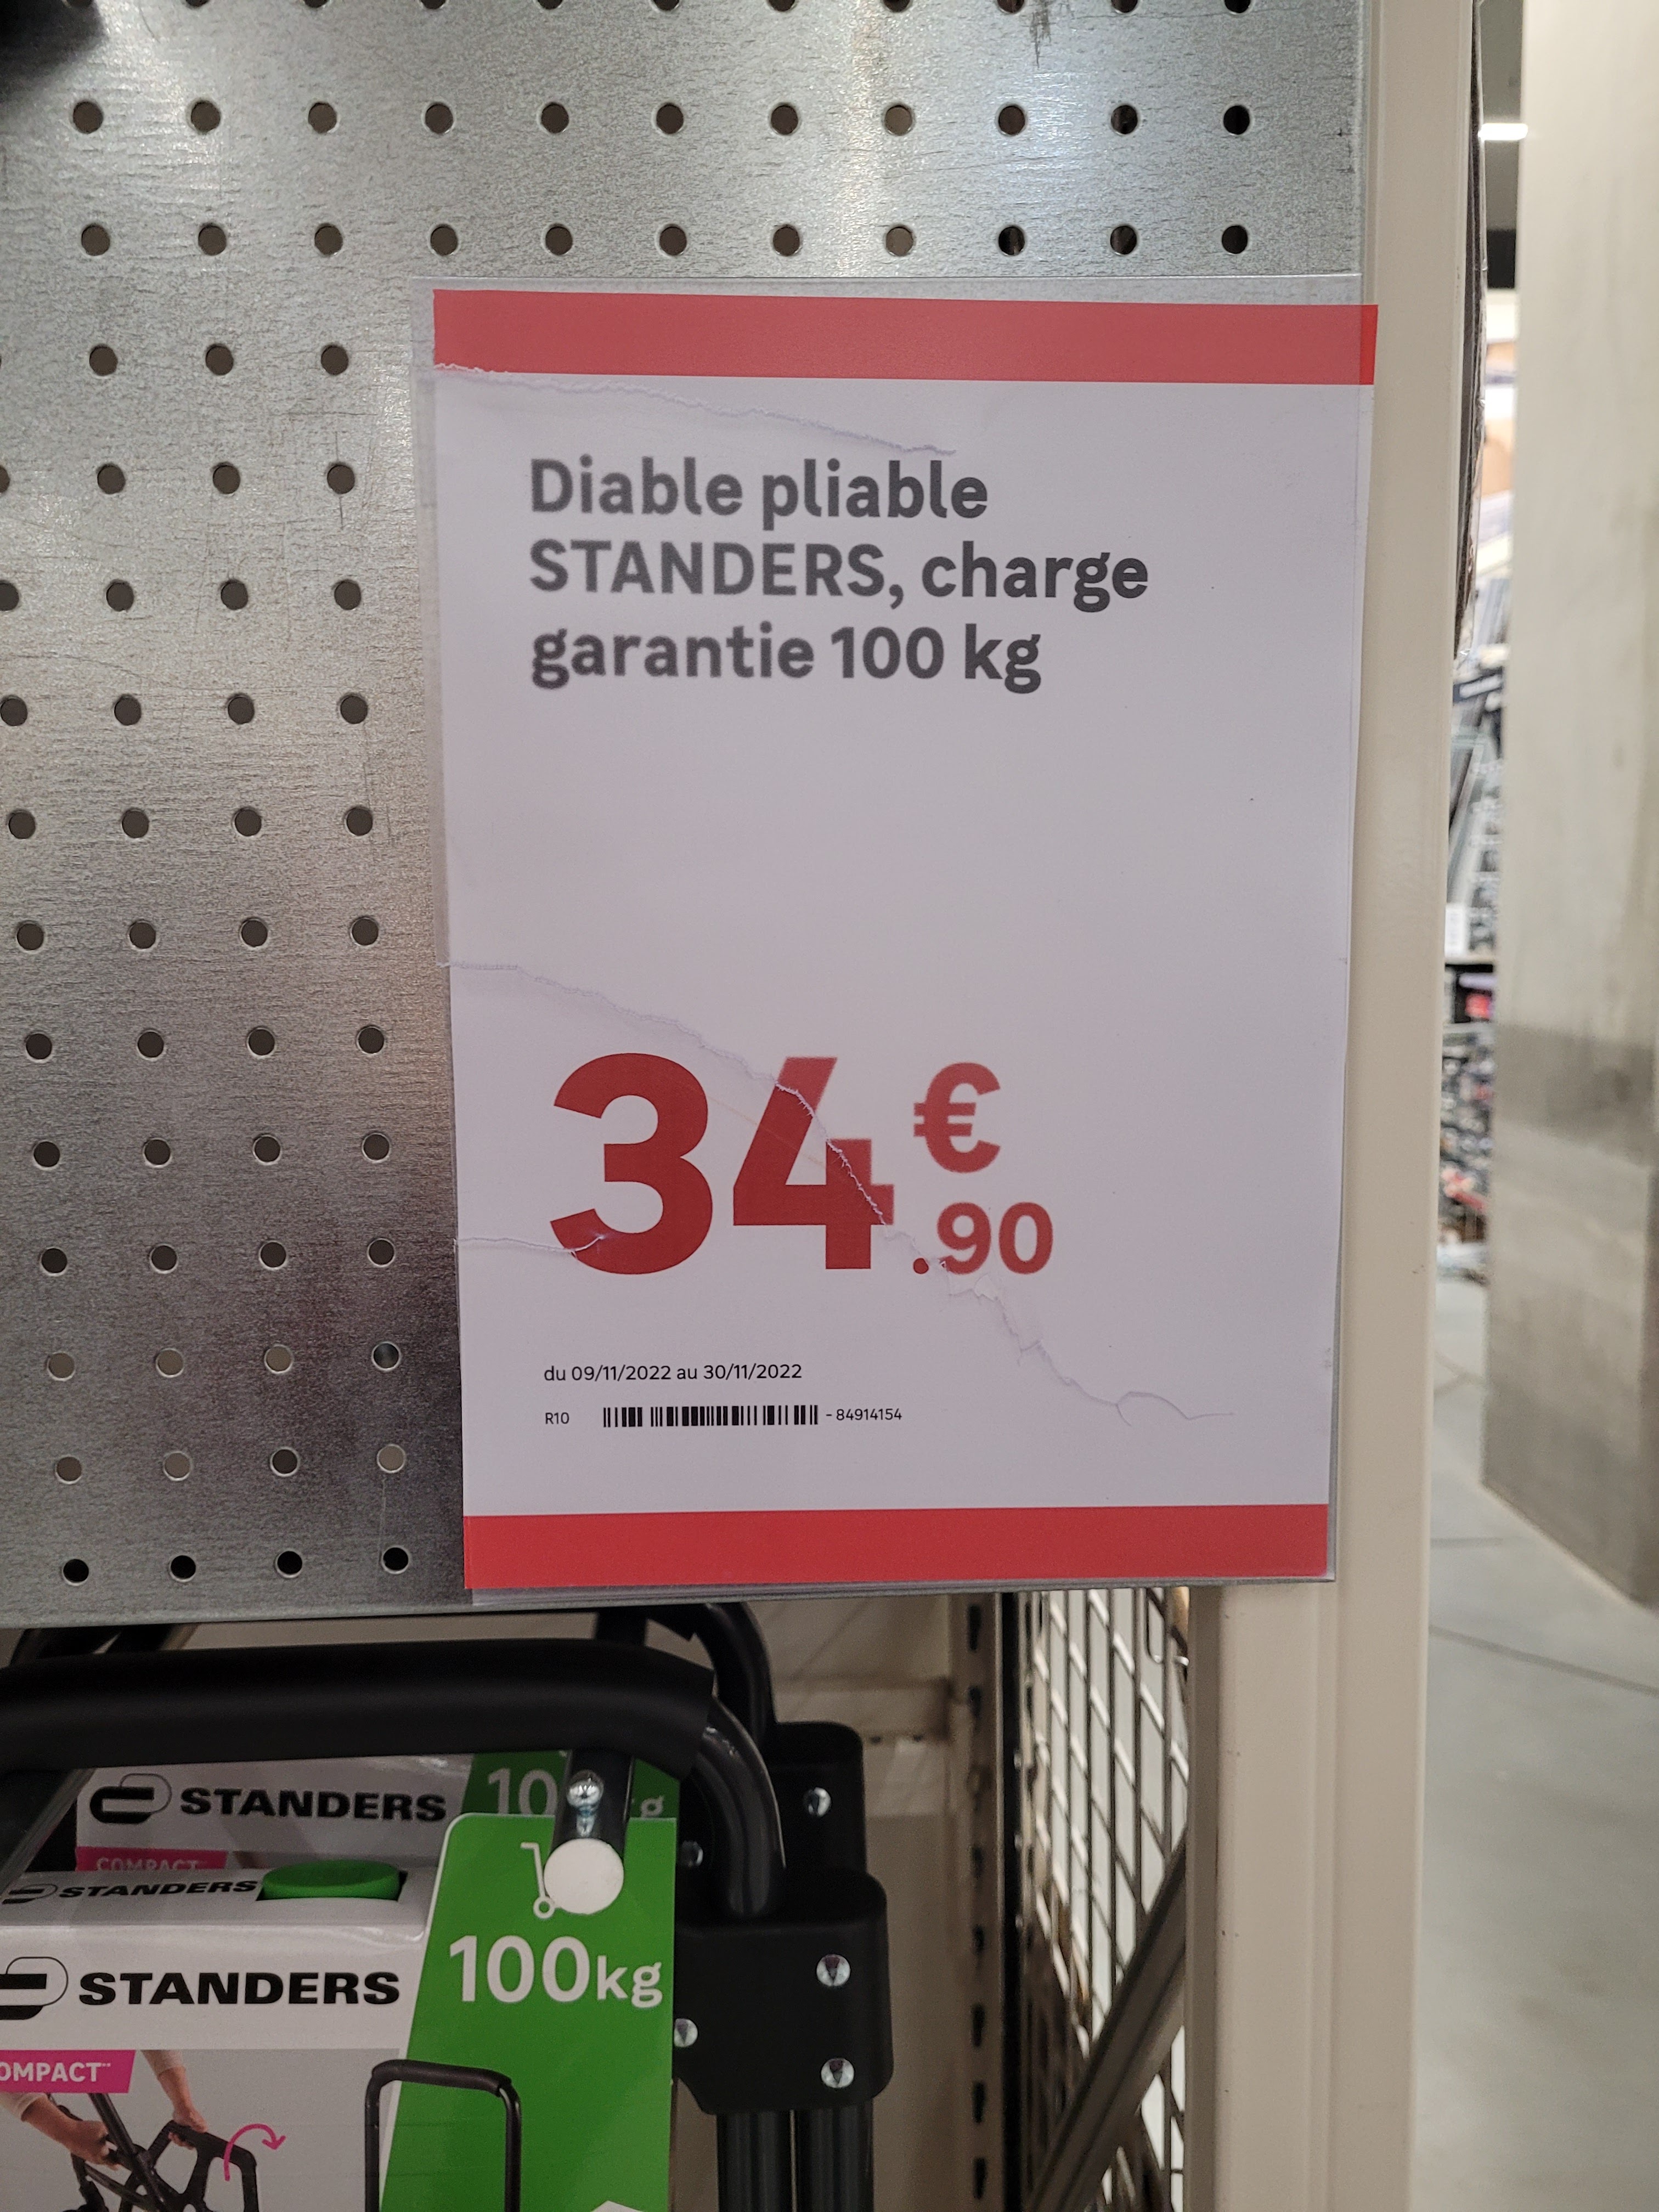 Diable pliable
STANDERS, charge
garantie 100 kg
34€
.90
du 09/11/2022 au 30/11/2022
R10 - 84914154
STANDERS
COMPACT
STANDERS
100kg
STANDERS